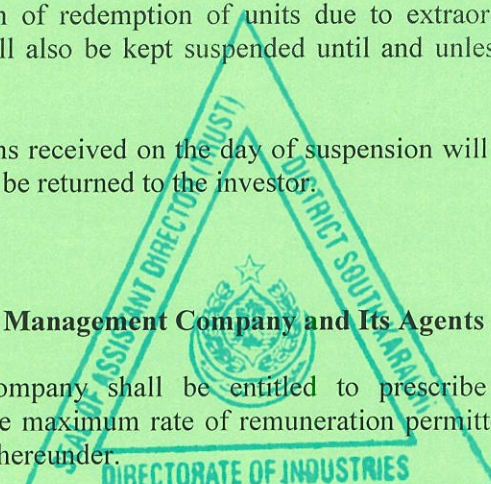 n of redemption of units due to extraor
ll also be kept suspended until and unles
ns received on the day of suspension will
be returned to the investor.
Management Company and Its Agents
ompany shall be entitled to prescribe
e maximum rate of remuneration permitt
hereunder.
SEAL OF ASSISTANT DIRECTOR (TRUST)
DISTRICT SOUTH KARACHI
DIRECTORATE OF INDUSTRIES